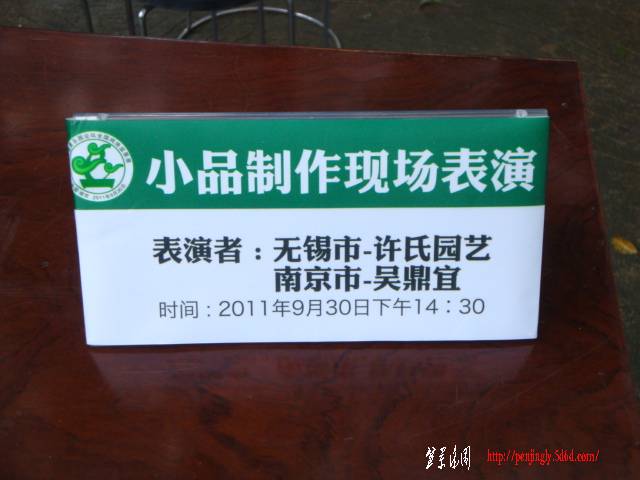 小品制作现场表演
表演者：无锡市-许氏园艺
南京市-吴鼎宜
时间：2011年9月30日下午14：30
http://penjingly.5d6d.com/